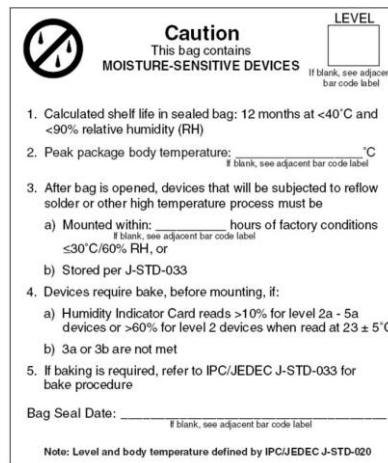 Caution
This bag contains
MOISTURE-SENSITIVE DEVICES
LEVEL
If blank, see adjacen
bar code label
1. Calculated shelf life in sealed bag: 12 months at <40˚C and
<90% relative humidity (RH)
2. Peak package body temperature: ____________________˚C
If blank, see adjacent bar code label
3. After bag is opened, devices that will be subjected to reflow
solder or other high temperature process must be
a) Mounted within: ___________ hours of factory conditions
If blank, see adjacent bar code label
≤30˚C/60% RH, or
b) Stored per J-STD-033
4. Devices require bake, before mounting, if:
a) Humidity Indicator Card reads >10% for level 2a - 5a
devices or >60% for level 2 devices when read at 23 ± 5˚C
b) 3a or 3b are not met
5. If baking is required, refer to IPC/JEDEC J-STD-033 for
bake procedure
Bag Seal Date: ______________________________________
If blank, see adjacent bar code label
Note: Level and body temperature defined by IPC/JEDEC J-STD-020